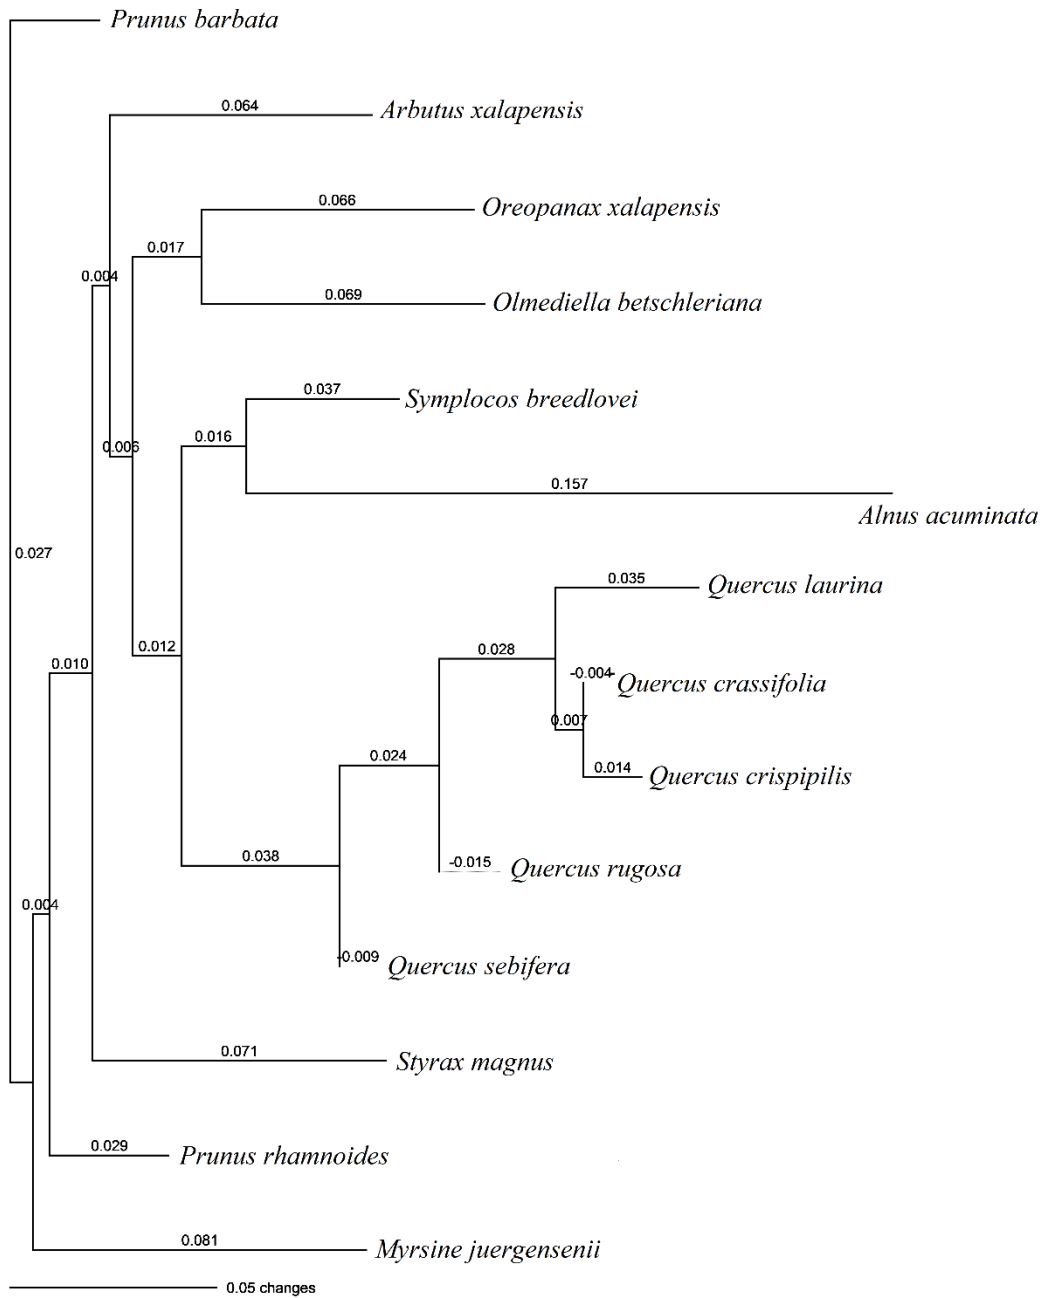 Prunus barbata
0.064
Arbutus xalapensis
0.066
Oreopanax xalapensis
0.017
0.004
0.069
Olmediella betschleriana
0.037
Symplocos breedlovei
0.016
0.006
0.157
Alnus acuminata
0.027
0.035
Quercus laurina
0.028
0.012
0.010
-0.004
Quercus crassifolia
0.007
0.024
0.014
Quercus crispipilis
0.038
-0.015
Quercus rugosa
0.004
-0.009
Quercus sebifera
0.071
Styrax magnus
0.029
Prunus rhamnoides
0.081
Myrsine juergensenii
0.05 changes